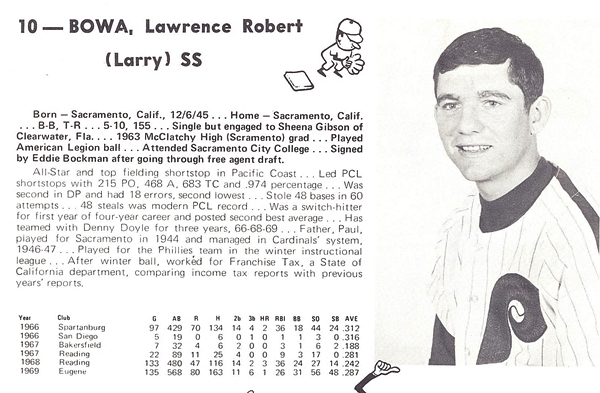 10 — BOWA, Lawrence Robert
(Larry) SS
Born — Sacramento, Calif., 12/6/45 . . . Home — Sacramento, Calif.
. . . B-B, T-R . . . 5-10, 155 . . . Single but engaged to Sheena Gibson of
Clearwater, Fla. . . . 1963 McClatchy High (Scramento) grad . . . Played
American Legion ball . . . Attended Sacramento City College . . . Signed
by Eddie Bockman after going through free agent draft.
All-Star and top fielding shortstop in Pacific Coast . . . Led PCL
shortstops with 215 PO, 468 A, 683 TC and .974 percentage . . . Was
second in DP and had 18 errors, second lowest . . . Stole 48 bases in 60
attempts . . . 48 steals was modern PCL record . . . Was a switch-hitter
for first year of four-year career and posted second best average . . . Has
teamed with Denny Doyle for three years, 66-68-69 . . . Father, Paul,
played for Sacramento in 1944 and managed in Cardinals' system,
1946-47 . . . Played for the Phillies team in the winter instructional
league . . . After winter ball, worked for Franchise Tax, a State of
California department, comparing income tax reports with previous
years' reports.
Year Club G AB R H 2b 3b HR RBI BB SO SB AVE
1966 Spartanburg 97 429 70 134 14 4 2 36 18 44 24 .312
1966 San Diego 5 19 0 6 0 1 0 1 1 3 0 .316
1967 Bakersfield 7 32 4 6 2 0 0 3 1 6 2 .188
1967 Reading 22 89 11 25 4 0 0 9 3 17 0 .281
1968 Reading 133 480 47 116 14 2 3 36 24 27 14 .242
1969 Eugene 135 568 80 163 11 6 1 26 31 56 48 .287